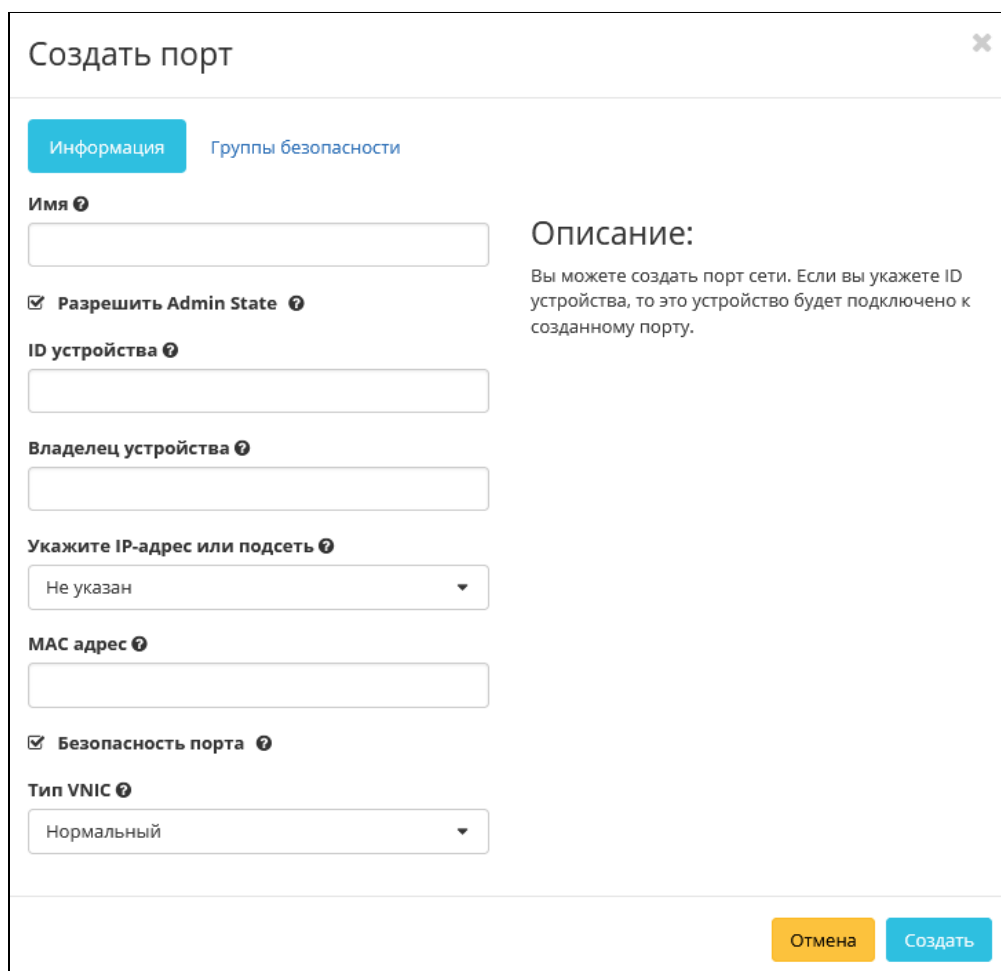 Создать порт
Информация
Группы безопасности
Имя
Разрешить Admin State
ID устройства
Владелец устройства
Укажите IP-адрес или подсеть
Не указан
МАС адрес
Безопасность порта
Тип VNIC
Нормальный
Описание:
Вы можете создать порт сети. Если вы укажете ID
устройства, то это устройство будет подключено к
созданному порту.
Отмена
Создать